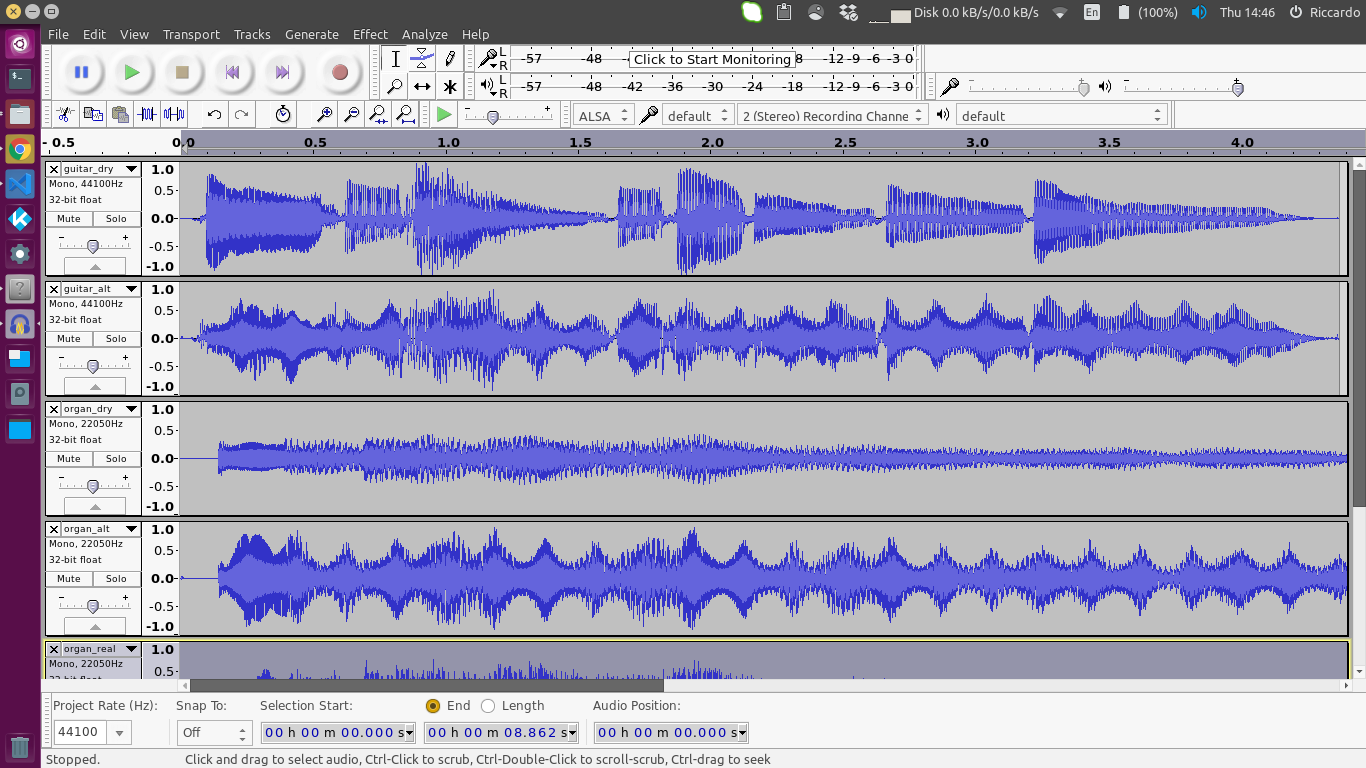 Disk 0.0 kB/s/0.0 kB/s En (100%) Thu 14:46 Riccardo
File Edit View Transport Tracks Generate Effect Analyze Help
L R -57 -48 Click to Start Monitoring 8 -12 -9 -6 -3 0
L R -57 -48 -42 -36 -30 -24 -18 -12 -9 -6 -3 0
ALSA default 2 (Stereo) Recording Channe default
- 0.5 0.0 0.5 1.0 1.5 2.0 2.5 3.0 3.5 4.0
guitar_dry 1.0
Mono, 44100Hz 0.5
32-bit float
Mute Solo 0.0
- + -0.5
-1.0
guitar_alt 1.0
Mono, 44100Hz 0.5
32-bit float
Mute Solo 0.0
- + -0.5
-1.0
organ_dry 1.0
Mono, 22050Hz 0.5
32-bit float
Mute Solo 0.0
- + -0.5
-1.0
organ_alt 1.0
Mono, 22050Hz 0.5
32-bit float
Mute Solo 0.0
- + -0.5
-1.0
organ_real 1.0
Mono, 22050Hz 0.5
32-bit float
Project Rate (Hz): Snap To: Selection Start: End Length Audio Position:
44100 Off 00 h 00 m 00.000 s 00 h 00 m 08.862 s 00 h 00 m 00.000 s
Stopped. Click and drag to select audio, Ctrl-Click to scrub, Ctrl-Double-Click to scroll-scrub, Ctrl-drag to seek